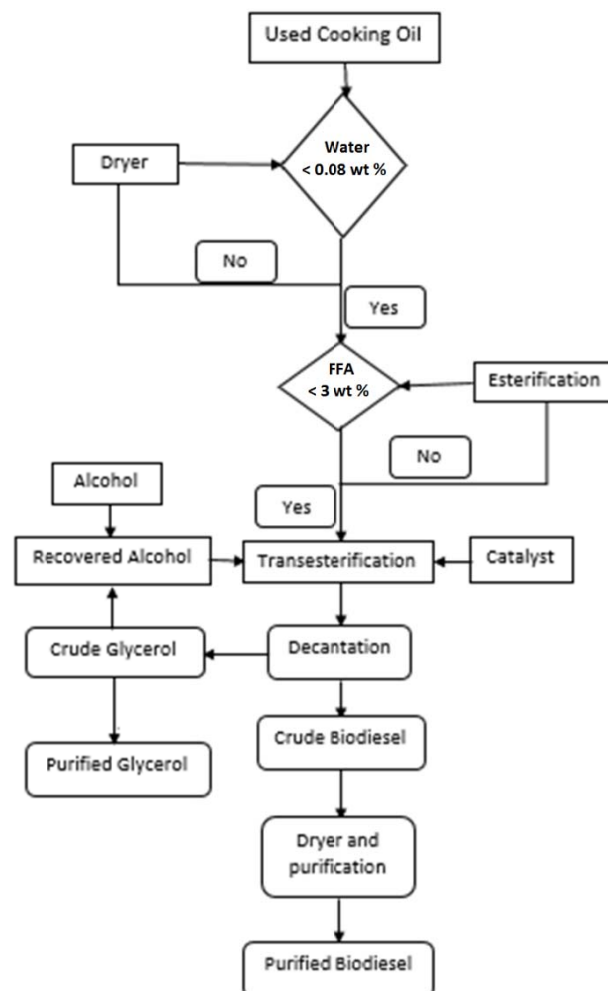 Used Cooking Oil
Water
< 0.08 wt %
Dryer
No
Yes
FFA
< 3 wt %
Esterification
No
Yes
Alcohol
Recovered Alcohol
Transesterification
Catalyst
Crude Glycerol
Decantation
Crude Biodiesel
Purified Glycerol
Dryer and
purification
Purified Biodiesel